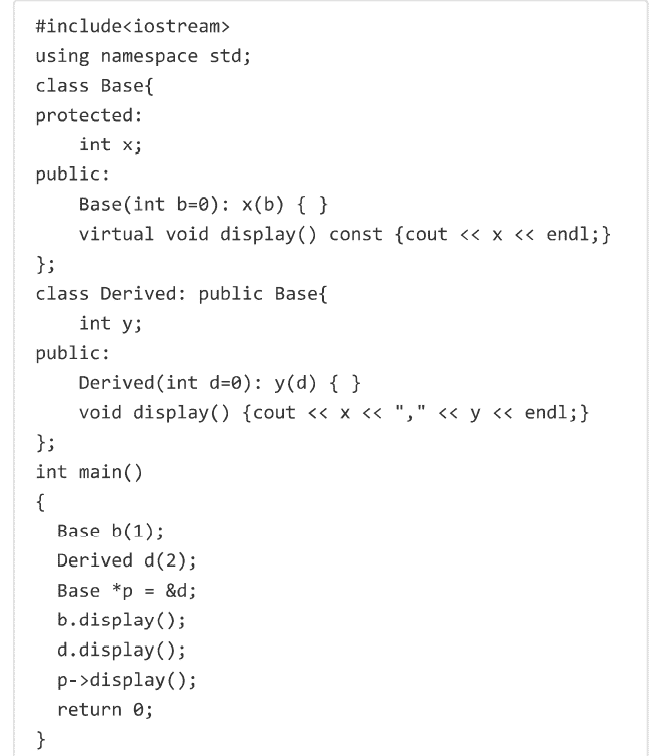 #include<iostream>
using namespace std;
class Base{
protected:
    int x;
public:
    Base(int b=0): x(b) { }
    virtual void display() const {cout << x << endl;}
};
class Derived: public Base{
    int y;
public:
    Derived(int d=0): y(d) { }
    void display() {cout << x << "," << y << endl;}
};
int main()
{
  Base b(1);
  Derived d(2);
  Base *p = &d;
  b.display();
  d.display();
  p->display();
  return 0;
}